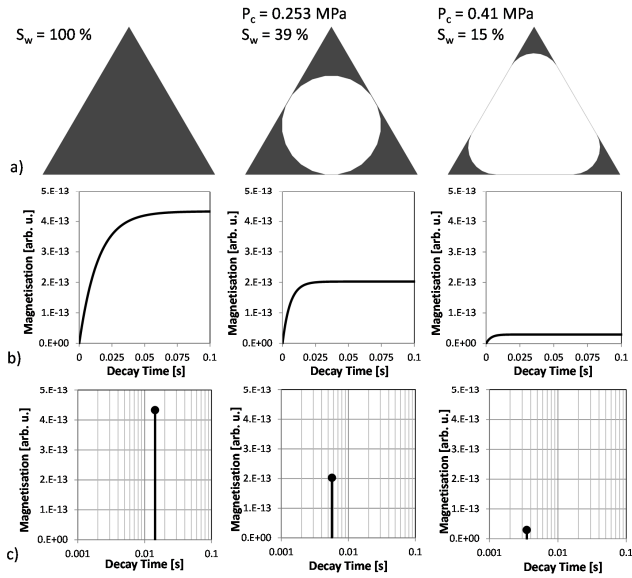 S_w = 100 %
P_c = 0.253 MPa
S_w = 39 %
P_c = 0.41 MPa
S_w = 15 %
a)
Magnetisation [arb. u.]
5.E-13
4.E-13
3.E-13
2.E-13
1.E-13
0.E+00
0 0.025 0.05 0.075 0.1
Decay Time [s]
Magnetisation [arb. u.]
5.E-13
4.E-13
3.E-13
2.E-13
1.E-13
0.E+00
0 0.025 0.05 0.075 0.1
Decay Time [s]
Magnetisation [arb. u.]
5.E-13
4.E-13
3.E-13
2.E-13
1.E-13
0.E+00
0 0.025 0.05 0.075 0.1
Decay Time [s]
b)
Magnetisation [arb. u.]
5.E-13
4.E-13
3.E-13
2.E-13
1.E-13
0.E+00
0.001 0.01 0.1
Decay Time [s]
Magnetisation [arb. u.]
5.E-13
4.E-13
3.E-13
2.E-13
1.E-13
0.E+00
0.001 0.01 0.1
Decay Time [s]
Magnetisation [arb. u.]
5.E-13
4.E-13
3.E-13
2.E-13
1.E-13
0.E+00
0.001 0.01 0.1
Decay Time [s]
c)